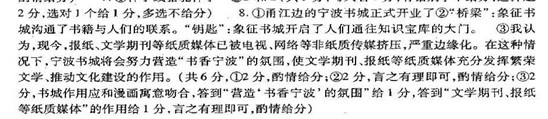 2分,选对1个给1分,多选不给分) 8.①甬江边的宁波书城正式开业了②“桥梁”:象征书
城沟通了书籍与人们的联系。“钥匙”:象征书城开启了人们通往知识宝库的大门。 ③我认
为,现今,报纸、文学期刊等纸质媒体已被电视、网络等非纸质传媒挤压,严重边缘化。在这种情
况下,宁波书城将会努力营造“书香宁波”的氛围,使文学期刊、报纸等纸质媒体充分发挥繁荣
文学、推动文化建设的作用。(共6分,①2分,酌情给分;②2分,言之有理即可,酌情给分;③2
分,书城作用应和漫画寓意吻合,答到“营造‘书香宁波’的氛围”给1分,答到“文学期刊、报纸
等纸质媒体”的作用给1分,言之有理即可,酌情给分)